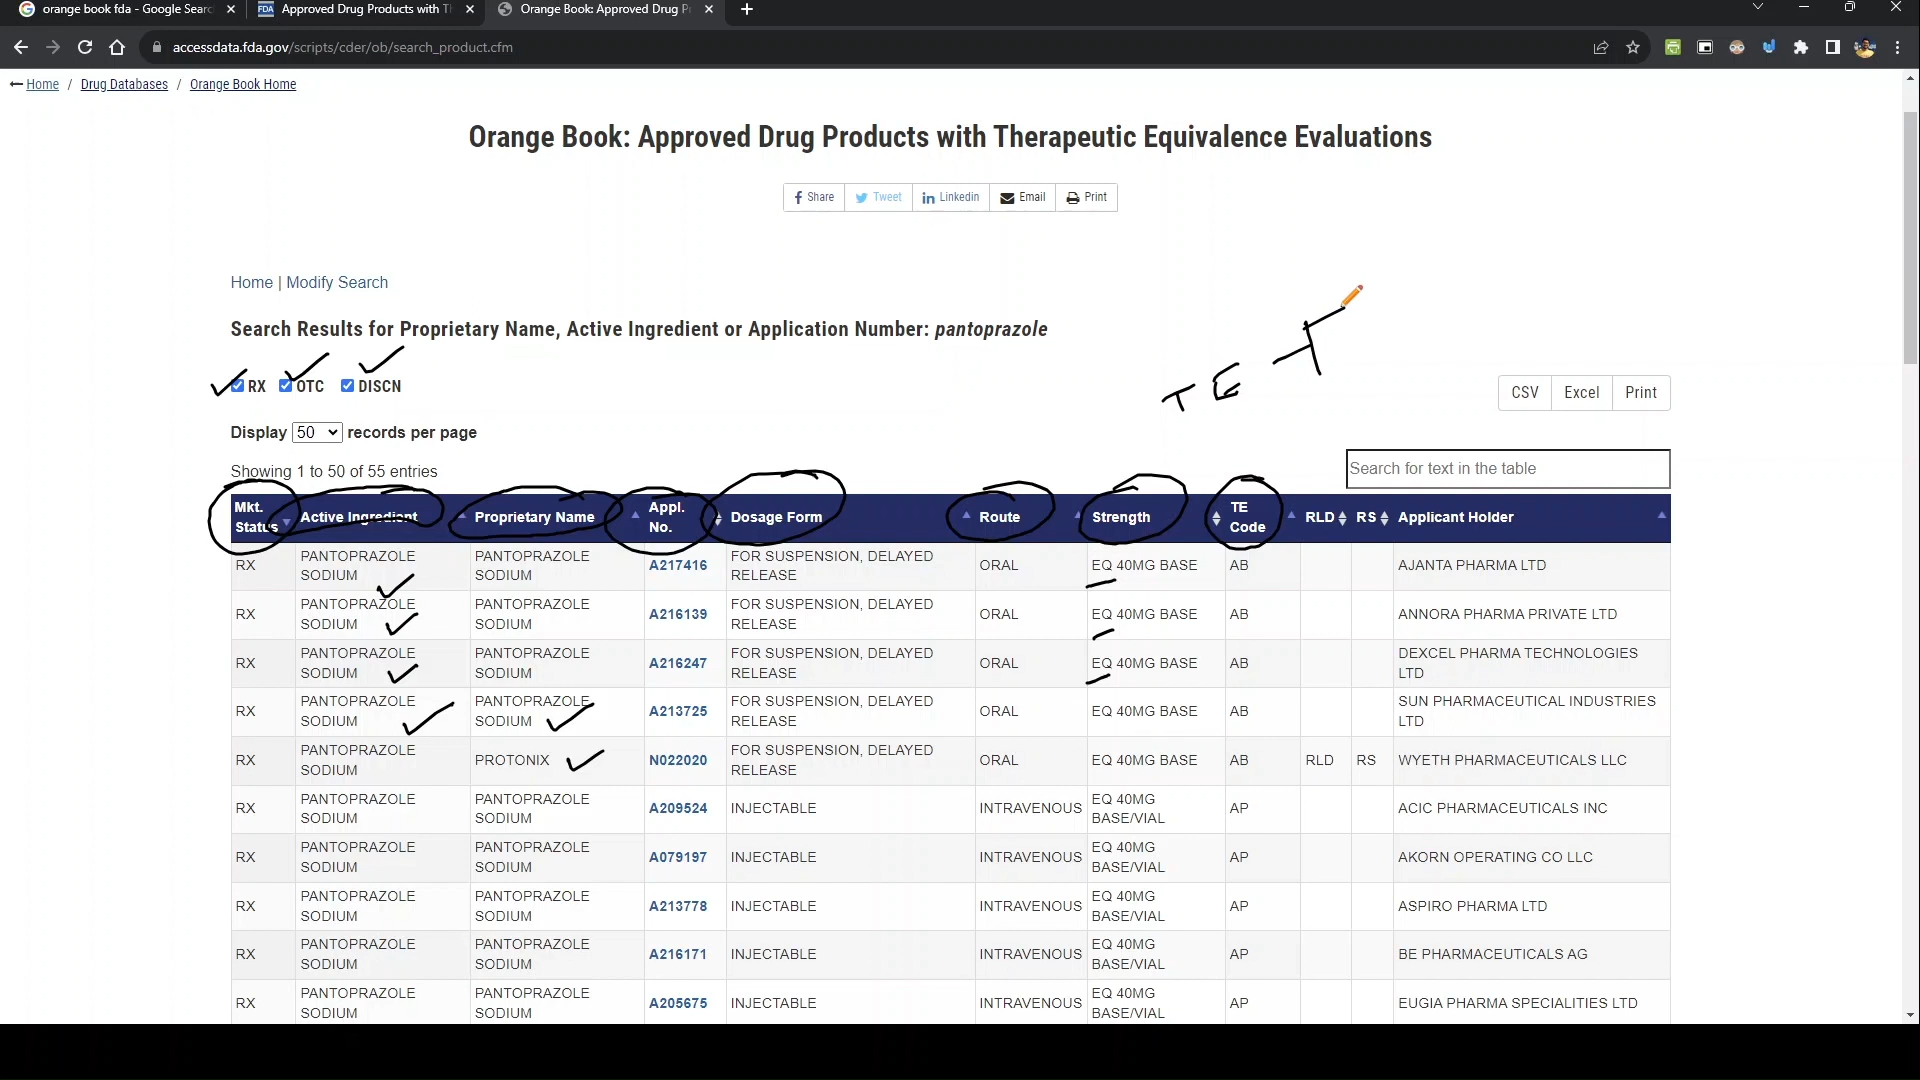 orange book fda - Google Searc
Approved Drug Products with T
Orange Book: Approved Drug P
accessdata.fda.gov/scripts/cder/ob/search_product.cfm
Home / Drug Databases / Orange Book Home
Orange Book: Approved Drug Products with Therapeutic Equivalence Evaluations
Share Tweet Linkedin Email Print
Home | Modify Search
Search Results for Proprietary Name, Active Ingredient or Application Number: pantoprazole
RX OTC DISCN
T E
CSV Excel Print
Display 50 records per page
Showing 1 to 50 of 55 entries
Search for text in the table
Mkt. Status Active Ingredient Proprietary Name Appl. No. Dosage Form Route Strength TE Code RLD RS Applicant Holder
RX PANTOPRAZOLE SODIUM PANTOPRAZOLE SODIUM A217416 FOR SUSPENSION, DELAYED RELEASE ORAL EQ 40MG BASE AB AJANTA PHARMA LTD
RX PANTOPRAZOLE SODIUM PANTOPRAZOLE SODIUM A216139 FOR SUSPENSION, DELAYED RELEASE ORAL EQ 40MG BASE AB ANNORA PHARMA PRIVATE LTD
RX PANTOPRAZOLE SODIUM PANTOPRAZOLE SODIUM A216247 FOR SUSPENSION, DELAYED RELEASE ORAL EQ 40MG BASE AB DEXCEL PHARMA TECHNOLOGIES LTD
RX PANTOPRAZOLE SODIUM PANTOPRAZOLE SODIUM A213725 FOR SUSPENSION, DELAYED RELEASE ORAL EQ 40MG BASE AB SUN PHARMACEUTICAL INDUSTRIES LTD
RX PANTOPRAZOLE SODIUM PROTONIX N022020 FOR SUSPENSION, DELAYED RELEASE ORAL EQ 40MG BASE AB RLD RS WYETH PHARMACEUTICALS LLC
RX PANTOPRAZOLE SODIUM PANTOPRAZOLE SODIUM A209524 INJECTABLE INTRAVENOUS EQ 40MG BASE/VIAL AP ACIC PHARMACEUTICALS INC
RX PANTOPRAZOLE SODIUM PANTOPRAZOLE SODIUM A079197 INJECTABLE INTRAVENOUS EQ 40MG BASE/VIAL AP AKORN OPERATING CO LLC
RX PANTOPRAZOLE SODIUM PANTOPRAZOLE SODIUM A213778 INJECTABLE INTRAVENOUS EQ 40MG BASE/VIAL AP ASPIRO PHARMA LTD
RX PANTOPRAZOLE SODIUM PANTOPRAZOLE SODIUM A216171 INJECTABLE INTRAVENOUS EQ 40MG BASE/VIAL AP BE PHARMACEUTICALS AG
RX PANTOPRAZOLE SODIUM PANTOPRAZOLE SODIUM A205675 INJECTABLE INTRAVENOUS EQ 40MG BASE/VIAL AP EUGIA PHARMA SPECIALITIES LTD